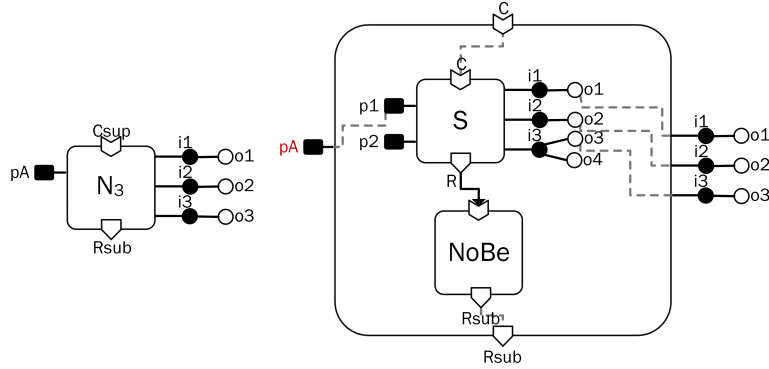 Csup
pA
N3
i1
o1
i2
o2
i3
o3
Rsub
C
C
pA
p1
p2
S
i1
o1
i2
o2
i3
o3
o4
R
NoBe
Rsub
Rsub
i1
o1
i2
o2
i3
o3